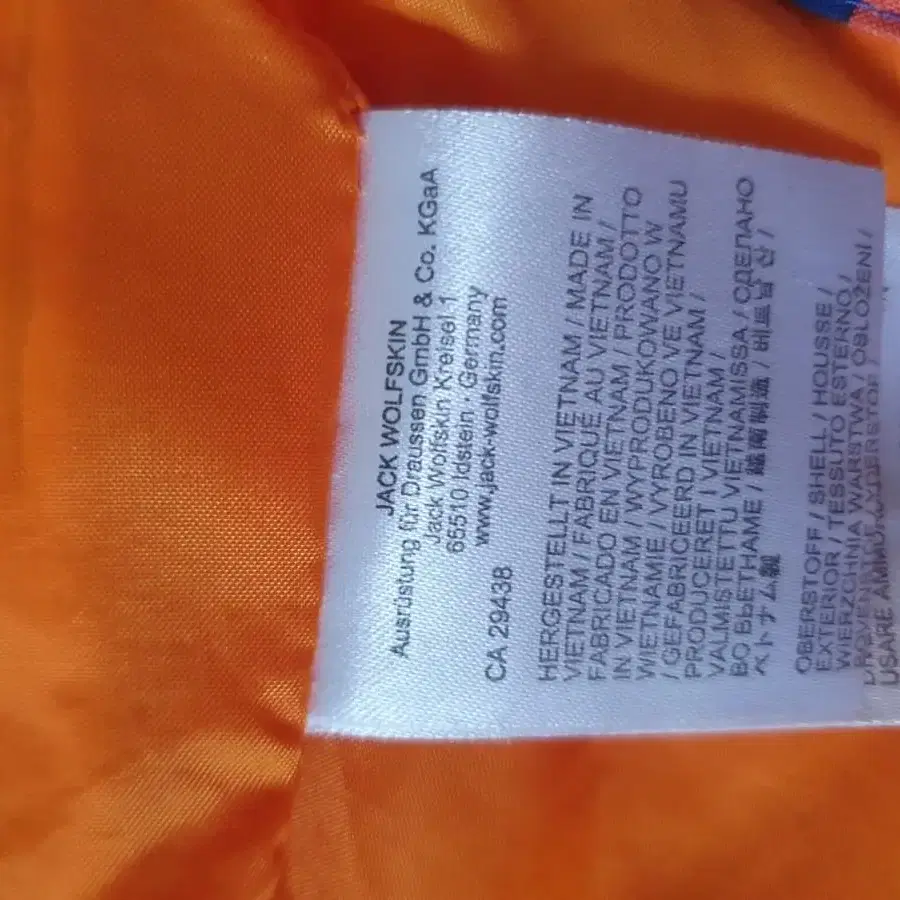 JACK WOLFSKIN
Ausrüstung für Draussen GmbH & Co. KGaA
Jack Wolfskin Kreisel 1
65510 Idstein · Germany
www.jack-wolfskin.com
CA 29438
HERGESTELLT IN VIETNAM / MADE IN
VIETNAM / FABRIQUÉ AU VIETNAM /
FABRICADO EN VIETNAM / PRODOTTO
IN VIETNAM / WYPRODUKOWANO W
WIETNAMIE / VYROBENO VE VIETNAMU
/ GEFABRICEERD IN VIETNAM /
PRODUCERET I VIETNAM /
VALMISTETTU VIETNAMISSA / СДЕЛАНО
ВО ВЬЕТНАМЕ / 越南制造 / 베트남 산 /
ベトナム製
OBERSTOFF / SHELL / HOUSSE /
EXTERIOR / TESSUTO ESTERNO /
WIERZCHNIA WARSTWA / OBLOŽENÍ /
USARE